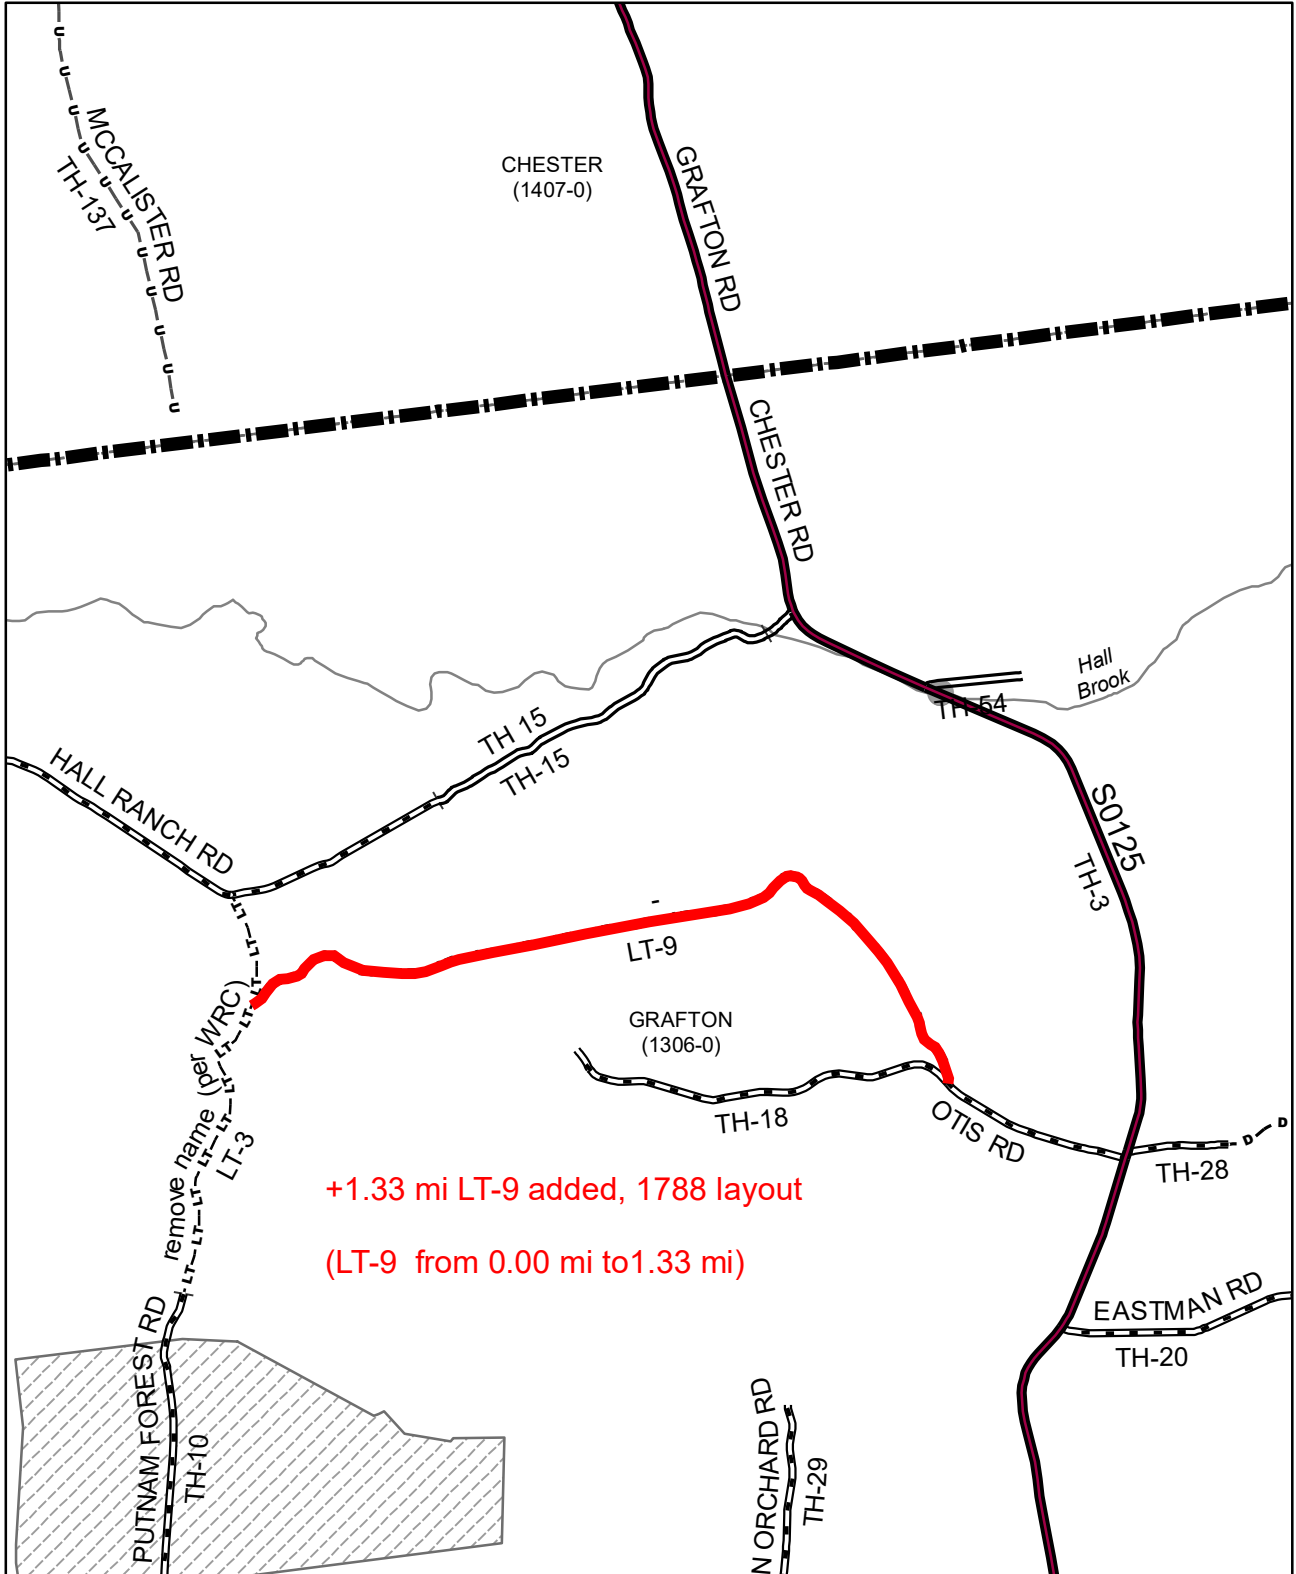 MCCALISTER RD
TH-137
CHESTER
(1407-0)
GRAFTON RD
CHESTER RD
Hall
Brook
TH-54
TH 15
TH-15
HALL RANCH RD
S0125
TH-3
LT-9
GRAFTON
(1306-0)
remove name (per WRC)
LT-3
TH-18
OTIS RD
TH-28
+1.33 mi LT-9 added, 1788 layout
(LT-9 from 0.00 mi to1.33 mi)
EASTMAN RD
TH-20
PUTNAM FOREST RD
TH-10
N ORCHARD RD
TH-29